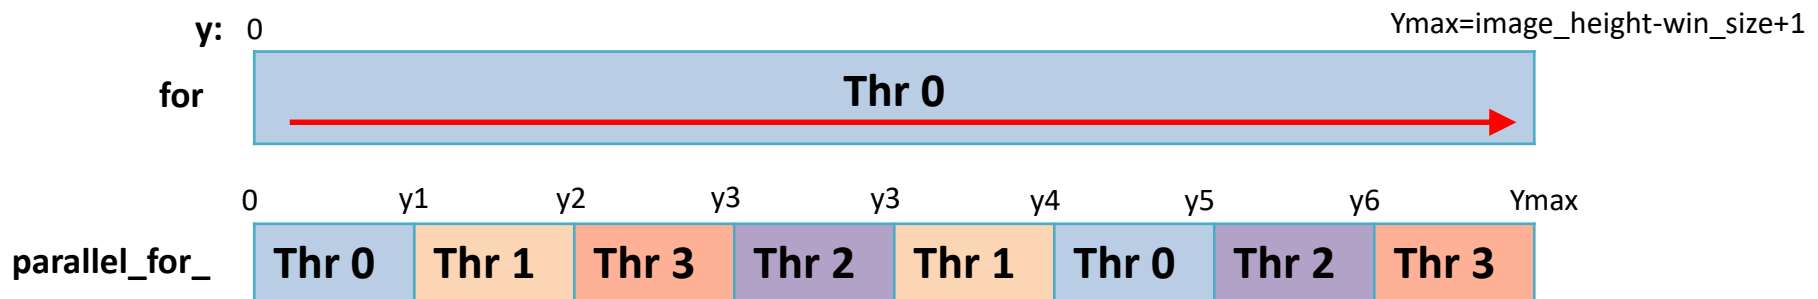 y: 0 Ymax=image_height-win_size+1
for Thr 0
0 y1 y2 y3 y3 y4 y5 y6 Ymax
parallel_for_ Thr 0 Thr 1 Thr 3 Thr 2 Thr 1 Thr 0 Thr 2 Thr 3